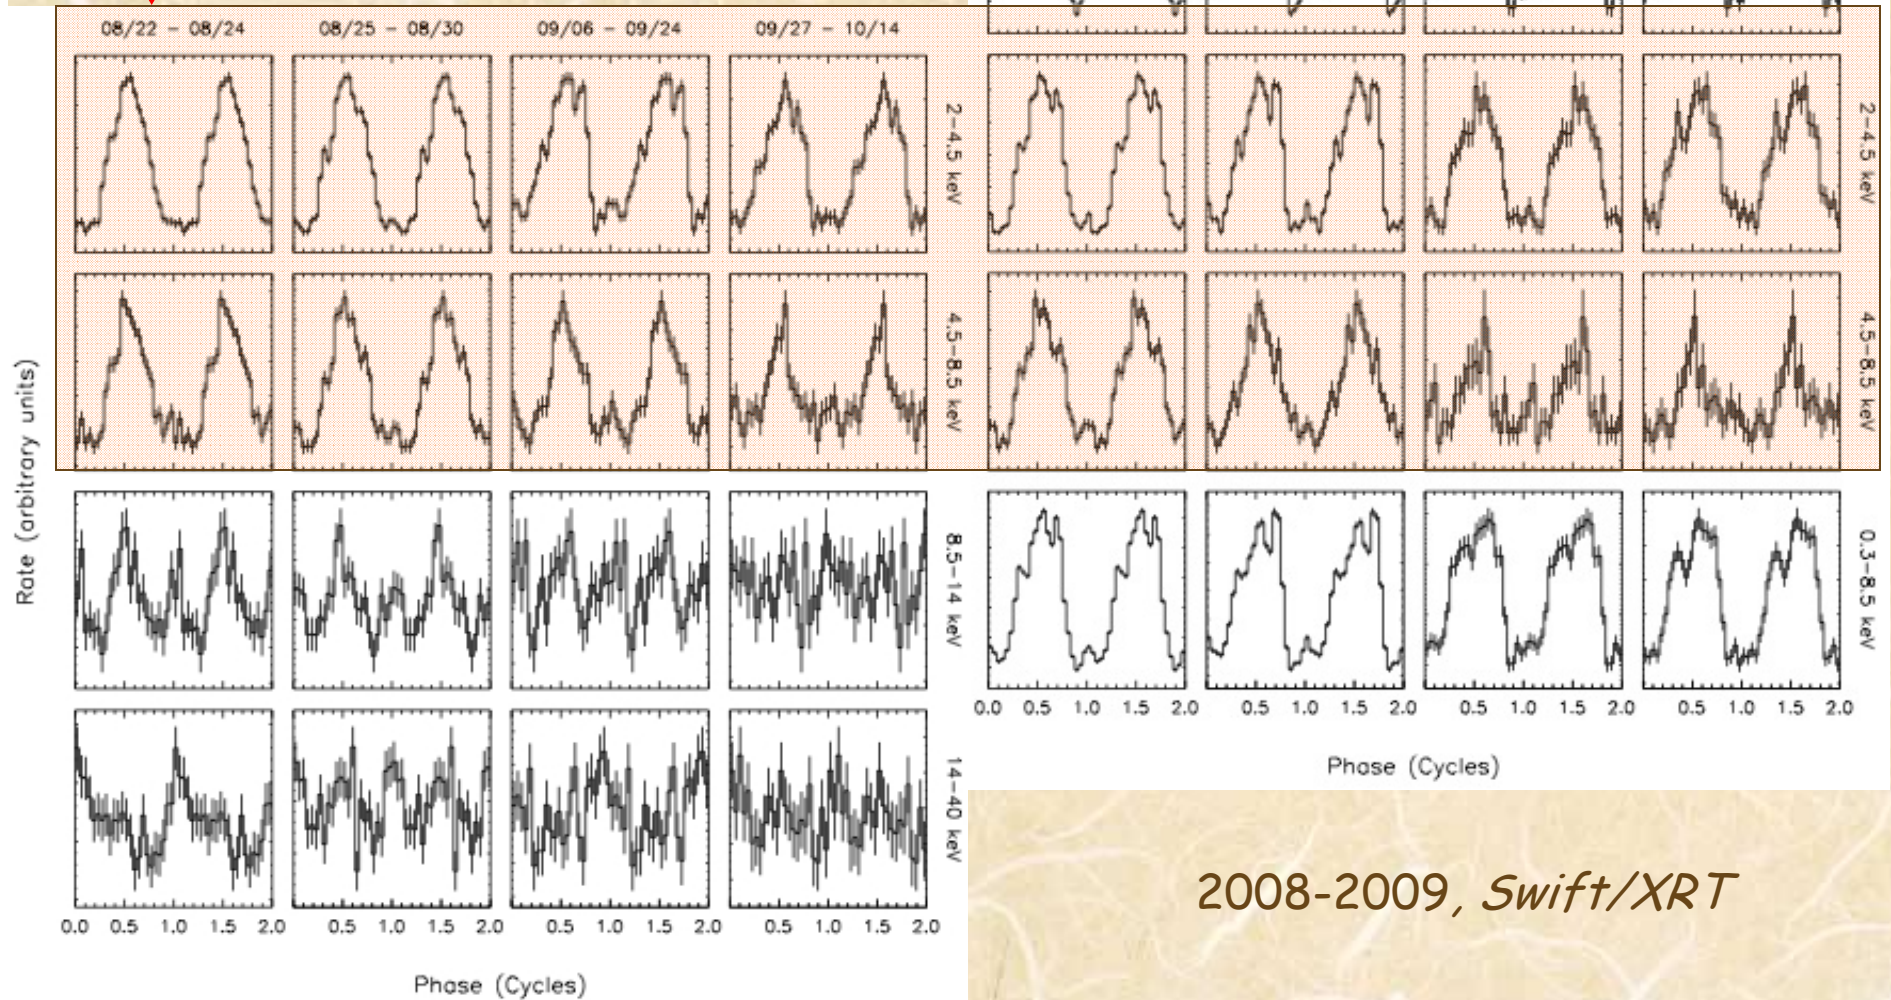 08/22 - 08/24 08/25 - 08/30 09/06 - 09/24 09/27 - 10/14
2-4.5 keV
2-4.5 keV
4.5-8.5 keV
4.5-8.5 keV
Rate (arbitrary units)
8.5-14 keV
0.3-8.5 keV
0.0 0.5 1.0 1.5 2.0 0.5 1.0 1.5 2.0 0.5 1.0 1.5 2.0 0.5 1.0 1.5 2.0
Phase (Cycles)
14-40 keV
0.0 0.5 1.0 1.5 2.0 0.5 1.0 1.5 2.0 0.5 1.0 1.5 2.0 0.5 1.0 1.5 2.0
Phase (Cycles)
2008-2009, Swift/XRT